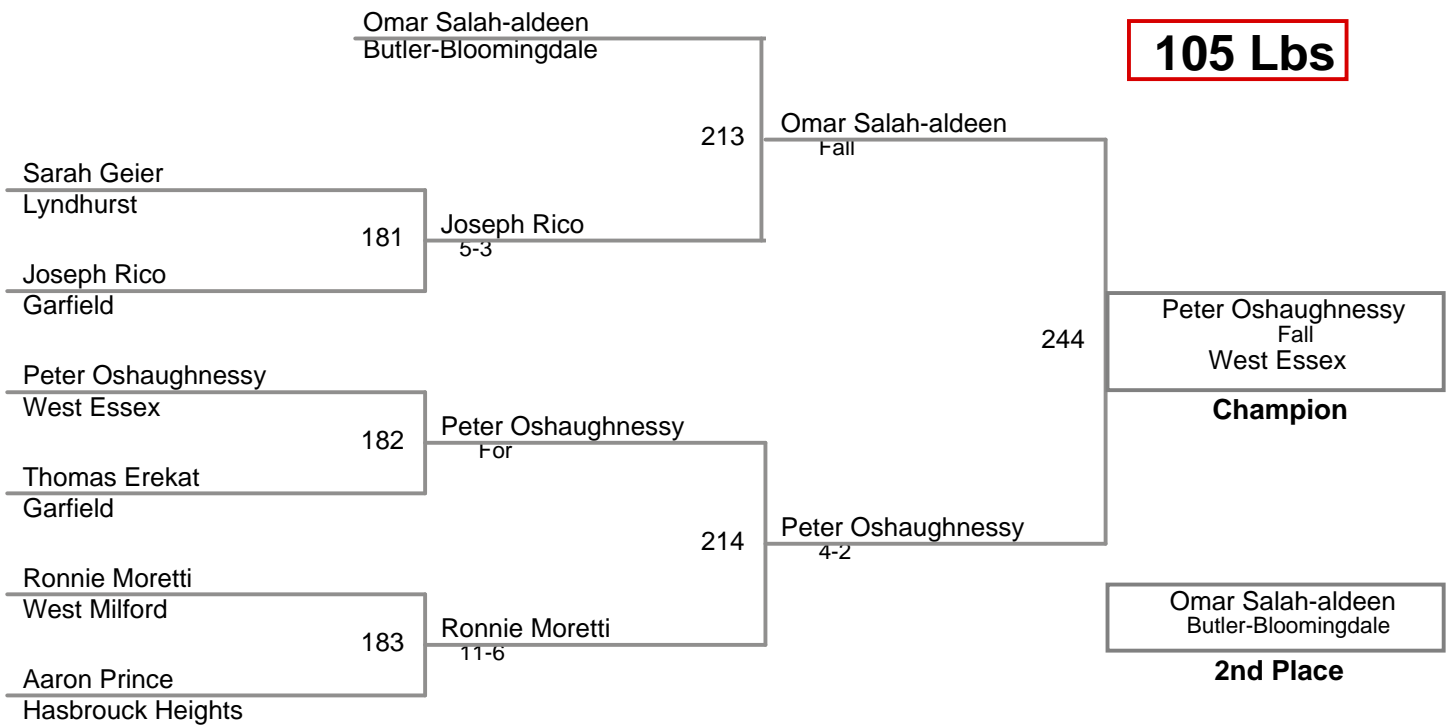 Omar Salah-aldeen
Butler-Bloomingdale
105 Lbs
213
Omar Salah-aldeen
Fall
Sarah Geier
Lyndhurst
181
Joseph Rico
5-3
Joseph Rico
Garfield
244
Peter Oshaughnessy
Fall
West Essex
Champion
Peter Oshaughnessy
West Essex
182
Peter Oshaughnessy
For
Thomas Erekat
Garfield
214
Peter Oshaughnessy
4-2
Ronnie Moretti
West Milford
183
Ronnie Moretti
11-6
Aaron Prince
Hasbrouck Heights
Omar Salah-aldeen
Butler-Bloomingdale
2nd Place